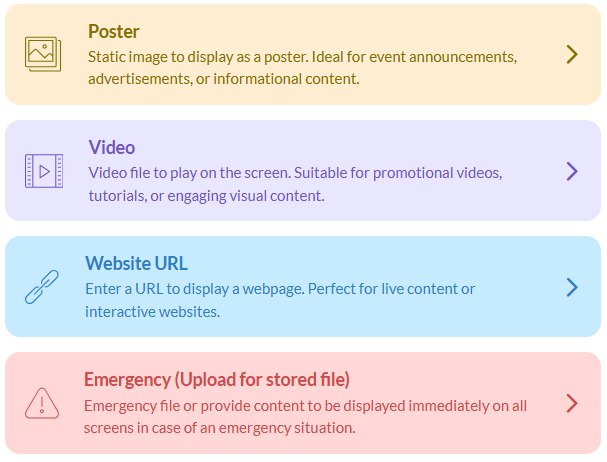 Poster
Static image to display as a poster. Ideal for event announcements,
advertisements, or informational content.
Video
Video file to play on the screen. Suitable for promotional videos,
tutorials, or engaging visual content.
Website URL
Enter a URL to display a webpage. Perfect for live content or
interactive websites.
Emergency (Upload for stored file)
Emergency file or provide content to be displayed immediately on all
screens in case of an emergency situation.